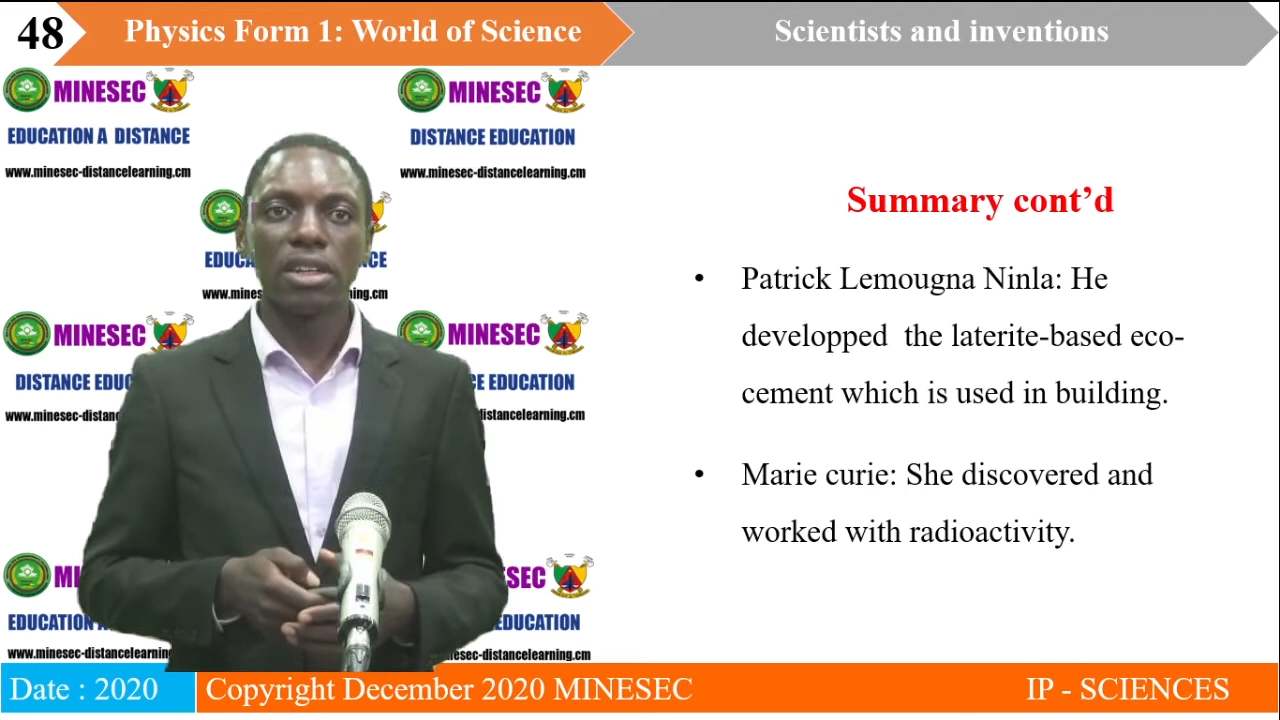 48
Physics Form 1: World of Science
Scientists and inventions
MINESEC
MINESEC
EDUCATION A DISTANCE
DISTANCE EDUCATION
www.minesec-distancelearning.cm
www.minesec-distancelearning.cm
Summary cont’d
• Patrick Lemougna Ninla: He
developped the laterite-based eco-
cement which is used in building.
• Marie curie: She discovered and
worked with radioactivity.
MINESEC
MINESEC
Date : 2020
Copyright December 2020 MINESEC
IP - SCIENCES